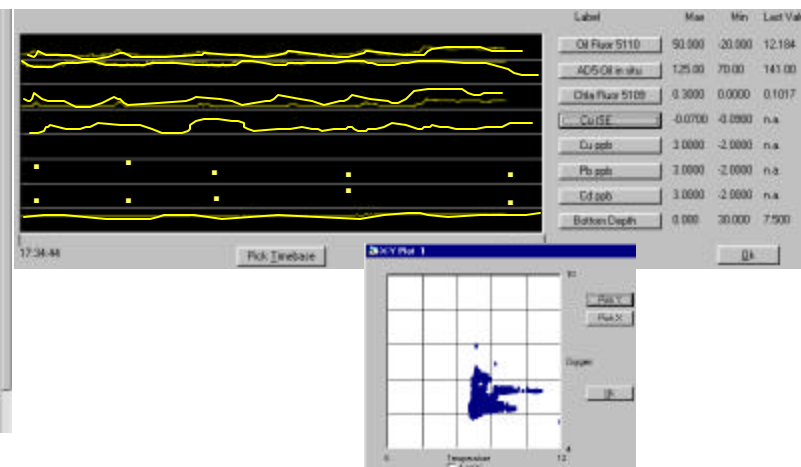 Label Max Min Last Val
Oil Fluor 5110 50.000 -20.000 12.184
ADS Oil in situ 125.00 70.00 141.00
Chla Fluor 5109 0.3000 0.0000 0.1017
Cu ISE -0.0700 -0.0900 n.a.
Cu ppb 3.0000 -2.0000 n.a.
Pb ppb 3.0000 -2.0000 n.a.
Cd ppb 3.0000 -2.0000 n.a.
Bottom Depth 0.000 30.000 7.500
17:34:44 Pick Timebase Ok
X-Y Plot 1
10
Pick Y
Pick X
Copper
Ok
4
Temperature
12